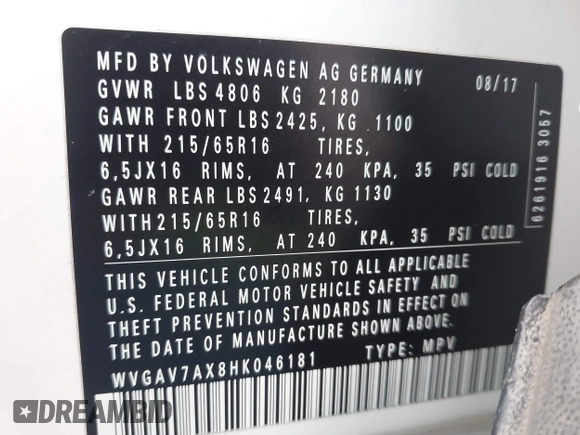 MFD BY VOLKSWAGEN AG GERMANY 08/17
GVWR LBS 4806 KG 2180
GAWR FRONT LBS 2425, KG 1100
WITH 215/65R16 TIRES,
6,5JX16 RIMS, AT 240 KPA, 35 PSI COLD
GAWR REAR LBS 2491, KG 1130
WITH 215/65R16 TIRES,
6,5JX16 RIMS, AT 240 KPA, 35 PSI COLD
THIS VEHICLE CONFORMS TO ALL APPLICABLE
U.S. FEDERAL MOTOR VEHICLE SAFETY AND
THEFT PREVENTION STANDARDS IN EFFECT ON
THE DATE OF MANUFACTURE SHOWN ABOVE.
WVGAV7AX8HK046181 TYPE: MPV
6261916 3057
DREAMBID